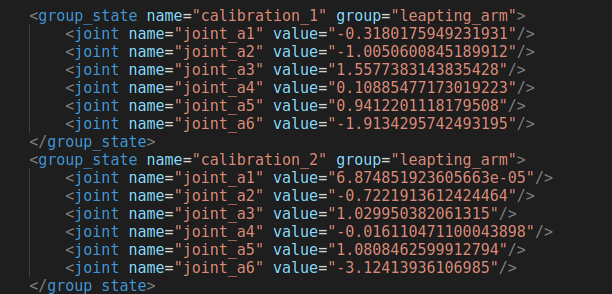 <group_state name="calibration_1" group="leapting_arm">
<joint name="joint_a1" value="-0.3180175949231931"/>
<joint name="joint_a2" value="-1.0050600845189912"/>
<joint name="joint_a3" value="1.5577383143835428"/>
<joint name="joint_a4" value="0.10885477173019223"/>
<joint name="joint_a5" value="0.9412201118179508"/>
<joint name="joint_a6" value="-1.9134295742493195"/>
</group_state>
<group_state name="calibration_2" group="leapting_arm">
<joint name="joint_a1" value="6.874851923605663e-05"/>
<joint name="joint_a2" value="-0.7221913612424464"/>
<joint name="joint_a3" value="1.029950382061315"/>
<joint name="joint_a4" value="-0.016110471100043898"/>
<joint name="joint_a5" value="1.0808462599912794"/>
<joint name="joint_a6" value="-3.12413936106985"/>
</group_state>